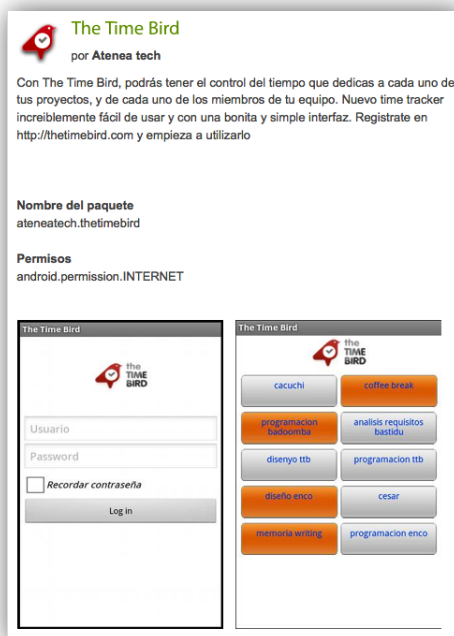 The Time Bird
por Atenea tech
Con The Time Bird, podrás tener el control del tiempo que dedicas a cada uno de
tus proyectos, y de cada uno de los miembros de tu equipo. Nuevo time tracker
increiblemente fácil de usar y con una bonita y simple interfaz. Registrate en
http://thetimebird.com y empieza a utilizarlo
Nombre del paquete
ateneatech.thetimebird
Permisos
android.permission.INTERNET
The Time Bird
the
TIME
BIRD
Usuario
Password
Recordar contraseña
Log in
The Time Bird
the
TIME
BIRD
cacuchi
coffee break
programacion
badoomba
analisis requisitos
bastidu
disenyo ttb
programacion ttb
diseño enco
cesar
memoria writing
programacion enco